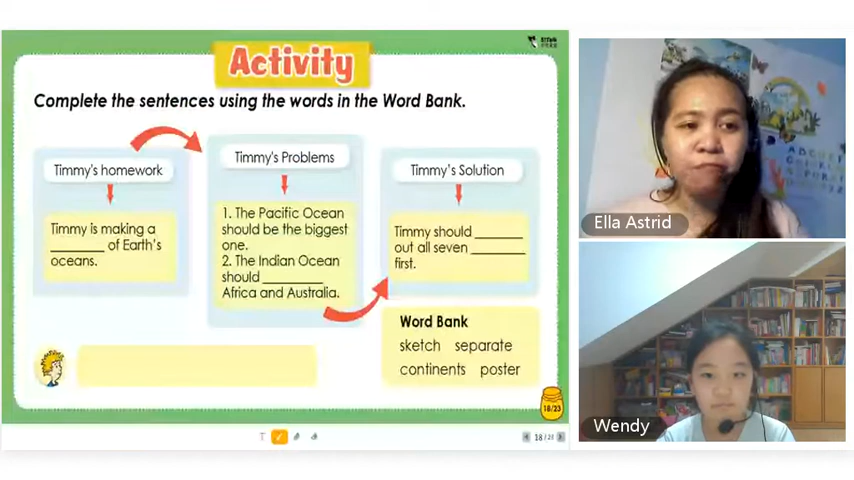 Activity
Complete the sentences using the words in the Word Bank.
Timmy's homework
Timmy is making a
________ of Earth's
oceans.
Timmy's Problems
1. The Pacific Ocean
should be the biggest
one.
2. The Indian Ocean
should ________
Africa and Australia.
Timmy's Solution
Timmy should ________
out all seven ________
first.
Word Bank
sketch separate
continents poster
18/23
18/23
Ella Astrid
Wendy